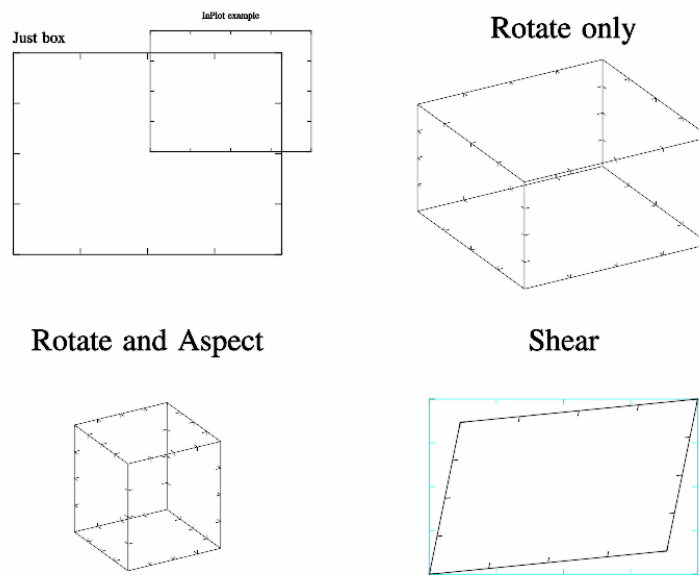 InPlot example
Just box
Rotate only
Rotate and Aspect
Shear